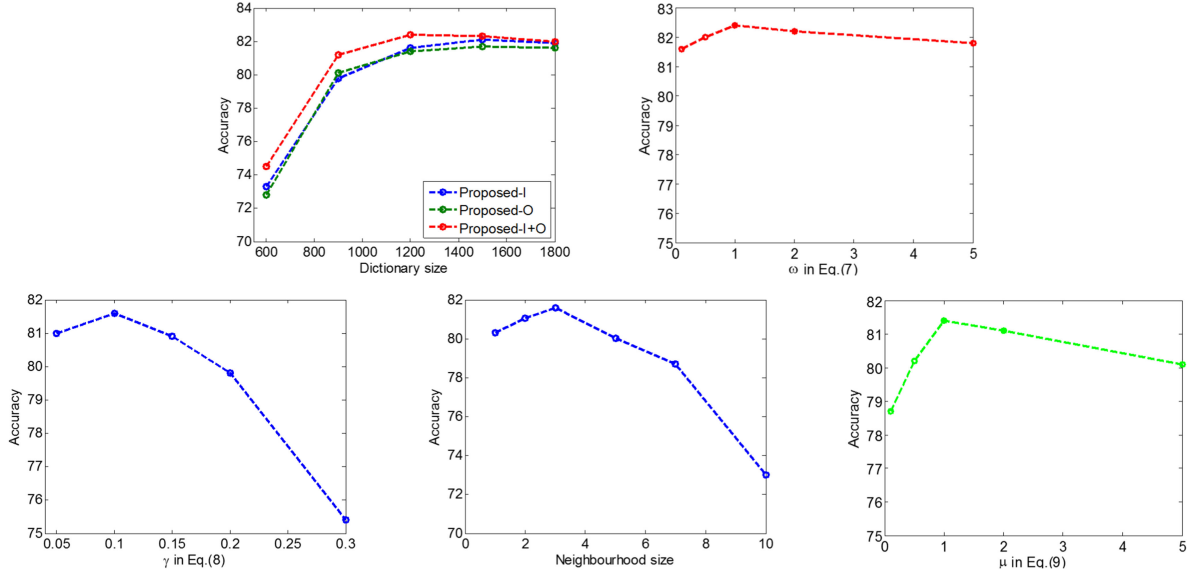 84
82
80
78
76
74
72
70
Accuracy
Proposed-I
Proposed-O
Proposed-I+O
600 800 1000 1200 1400 1600 1800
Dictionary size
83
82
81
80
79
78
77
76
75
Accuracy
0 1 2 3 4 5
ω in Eq.(7)
82
81
80
79
78
77
76
75
Accuracy
0.05 0.1 0.15 0.2 0.25 0.3
γ in Eq.(8)
82
80
78
76
74
72
70
Accuracy
0 2 4 6 8 10
Neighbourhood size
82
81
80
79
78
77
76
75
Accuracy
0 1 2 3 4 5
μ in Eq.(9)